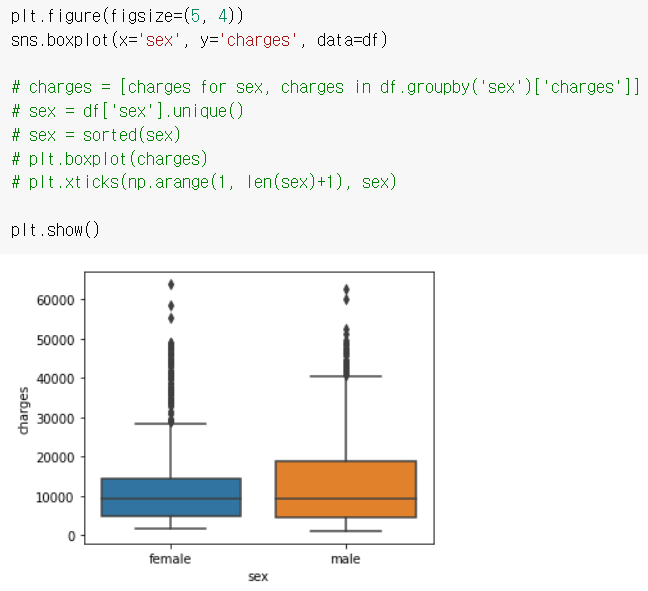 plt.figure(figsize=(5, 4))
sns.boxplot(x='sex', y='charges', data=df)
# charges = [charges for sex, charges in df.groupby('sex')['charges']]
# sex = df['sex'].unique()
# sex = sorted(sex)
# plt.boxplot(charges)
# plt.xticks(np.arange(1, len(sex)+1), sex)
plt.show()
60000
50000
40000
30000
20000
10000
0
charges
female
male
sex